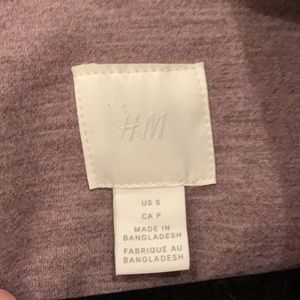 H&M
US S
CA P
MADE IN
BANGLADESH
FABRIQUÉ AU
BANGLADESH